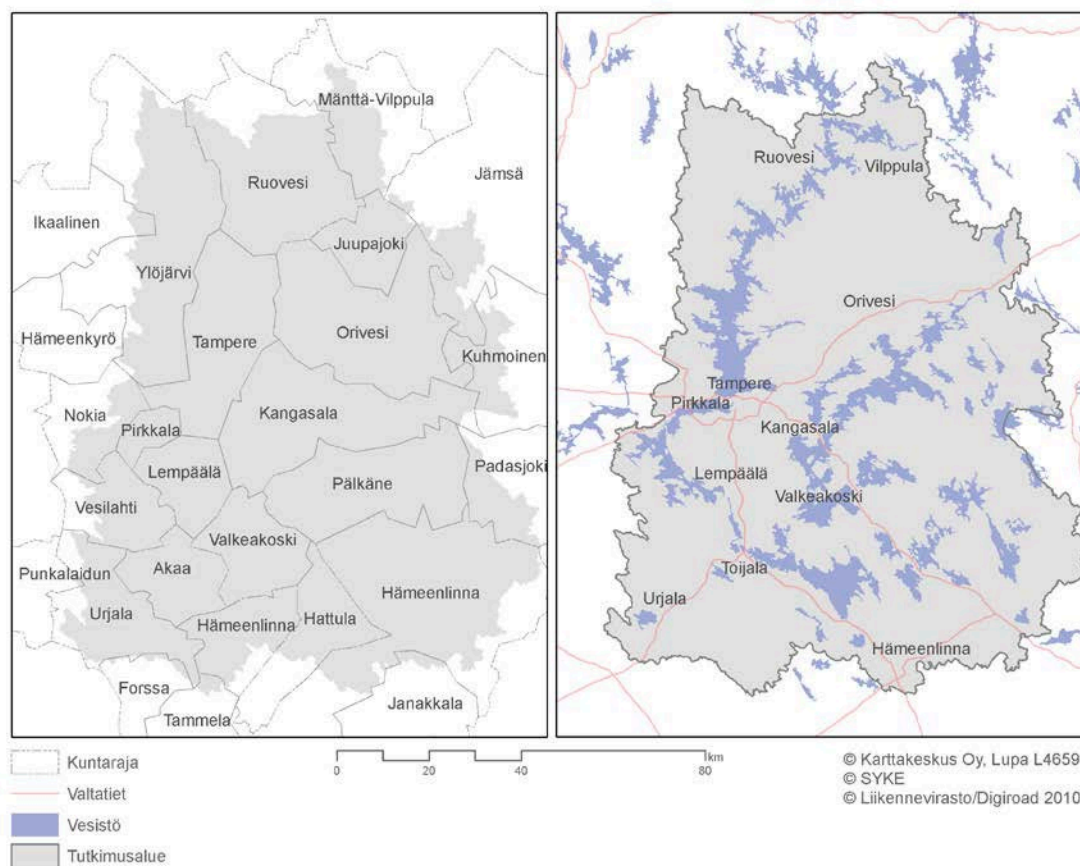 Mänttä-Vilppula
Ruovesi
Jämsä
Ikaalinen
Juupajoki
Ylöjärvi
Hämeenkyrö
Tampere
Orivesi
Kuhmoinen
Nokia
Kangasala
Pirkkala
Lempäälä
Padasjoki
Pälkäne
Vesilahti
Valkeakoski
Punkalaidun
Akaa
Hämeenlinna
Urjala
Hämeenlinna
Hattula
Forssa
Tammela
Janakkala
Ruovesi
Vilppula
Orivesi
Tampere
Pirkkala
Kangasala
Lempäälä
Valkeakoski
Toijala
Urjala
Hämeenlinna
Kuntaraja
Valtatiet
Vesistö
Tutkimusalue
0 20 40 80
km
© Karttakeskus Oy, Lupa L4659
© SYKE
© Liikennevirasto/Digiroad 2010